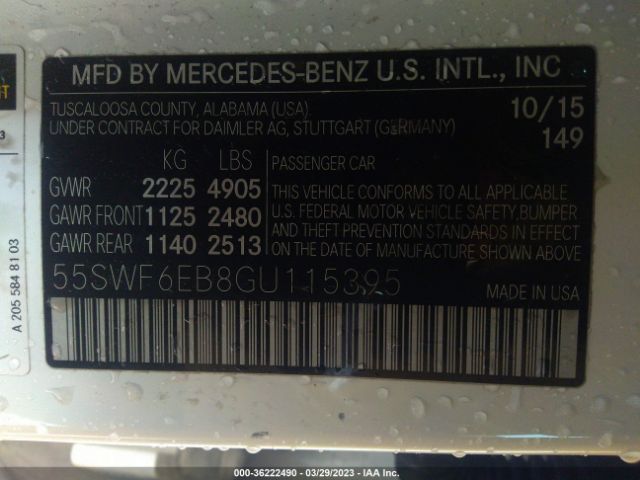 MFD BY MERCEDES-BENZ U.S. INTL., INC
TUSCALOOSA COUNTY, ALABAMA (USA) 10/15
UNDER CONTRACT FOR DAIMLER AG, STUTTGART (GERMANY) 149
KG LBS PASSENGER CAR
GVWR 2225 4905
GAWR FRONT 1125 2480
GAWR REAR 1140 2513
THIS VEHICLE CONFORMS TO ALL APPLICABLE
U.S. FEDERAL MOTOR VEHICLE SAFETY, BUMPER
AND THEFT PREVENTION STANDARDS IN EFFECT
ON THE DATE OF MANUFACTURE SHOWN ABOVE
55SWF6EB8GU115395
MADE IN USA
A 205 584 81 03
000-36222490 - 03/29/2023 - IAA Inc.